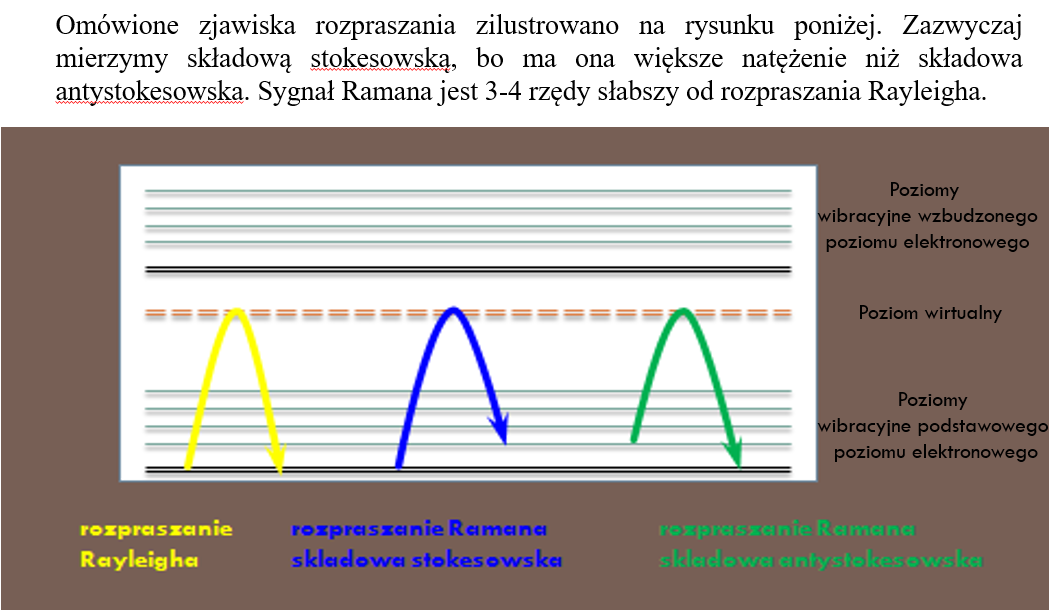 Omówione zjawiska rozpraszania zilustrowano na rysunku poniżej. Zazwyczaj
mierzymy składową stokesowską, bo ma ona większe natężenie niż składowa
antystokesowska. Sygnał Ramana jest 3-4 rzędy słabszy od rozpraszania Rayleigha.
Poziomy
wibracyjne wzbudzonego
poziomu elektronowego
Poziom wirtualny
Poziomy
wibracyjne podstawowego
poziomu elektronowego
rozpraszanie
Rayleigha
rozpraszanie Ramana
skladowa stokesowska
rozpraszanie Ramana
skladowa antystokesowska